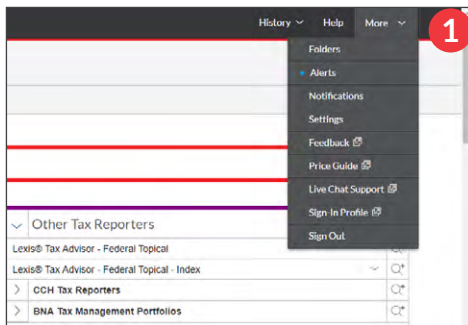 History Help More
1
Folders
Alerts
Notifications
Settings
Feedback
Price Guide
Live Chat Support
Sign-In Profile
Sign Out
Other Tax Reporters
Lexis® Tax Advisor - Federal Topical
Lexis® Tax Advisor - Federal Topical - Index
CCH Tax Reporters
BNA Tax Management Portfolios